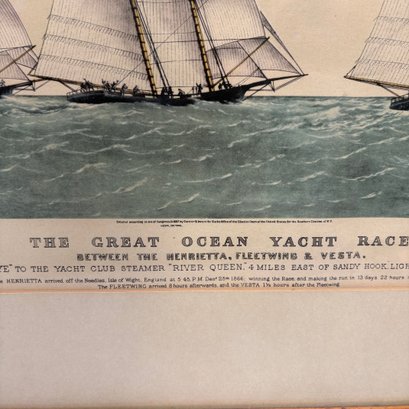 THE GREAT OCEAN YACHT RACE
BETWEEN THE HENRIETTA, FLEETWING & VESTA.
TO THE YACHT CLUB STEAMER "RIVER QUEEN," 4 MILES EAST OF SANDY HOOK
HENRIETTA arrived off the Needles, Isle of Wight, England at 5:45 P.M. Decr 25th 1866, winning the Race, and making the run in 13 days 22 hours
The FLEETWING arrived 8 hours afterwards, and the VESTA 1½ hours after the Fleetwing.